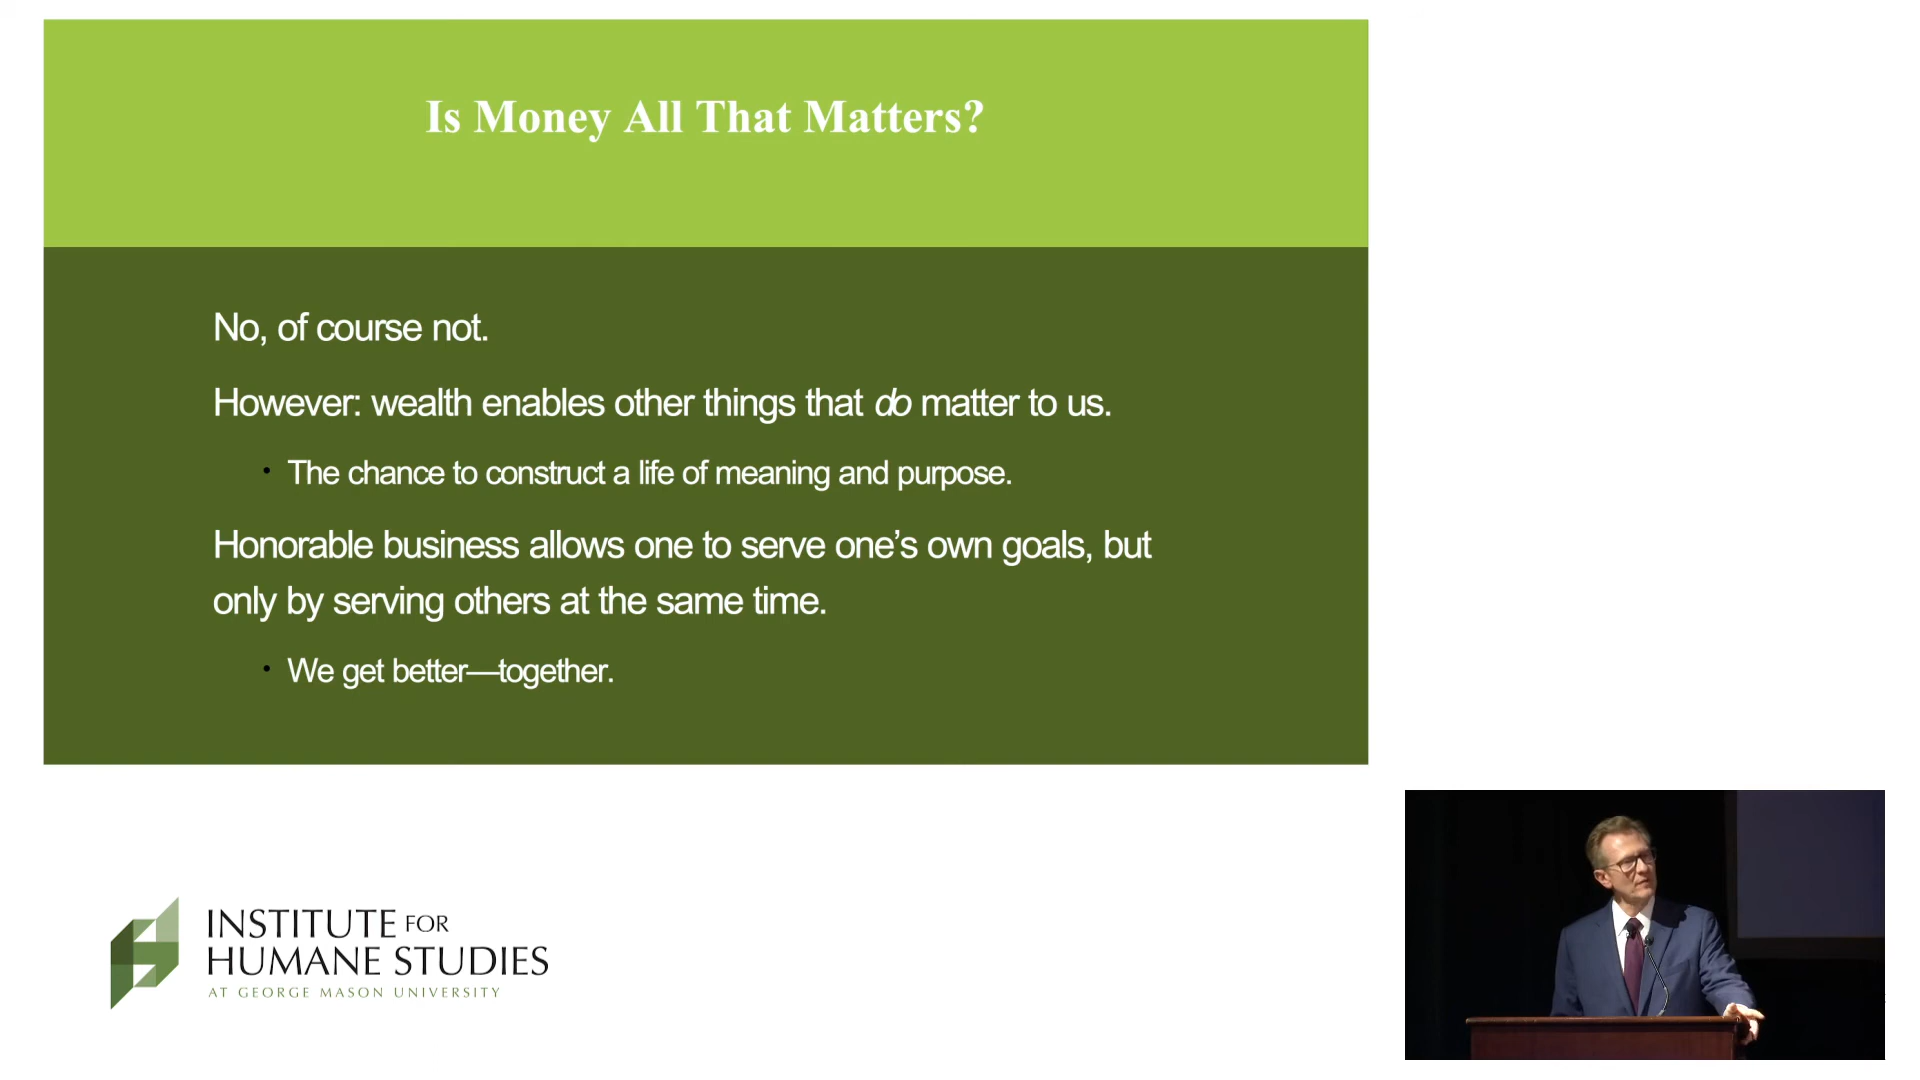 Is Money All That Matters?
No, of course not.
However: wealth enables other things that do matter to us.
• The chance to construct a life of meaning and purpose.
Honorable business allows one to serve one’s own goals, but
only by serving others at the same time.
• We get better—together.
INSTITUTE FOR
HUMANE STUDIES
AT GEORGE MASON UNIVERSITY